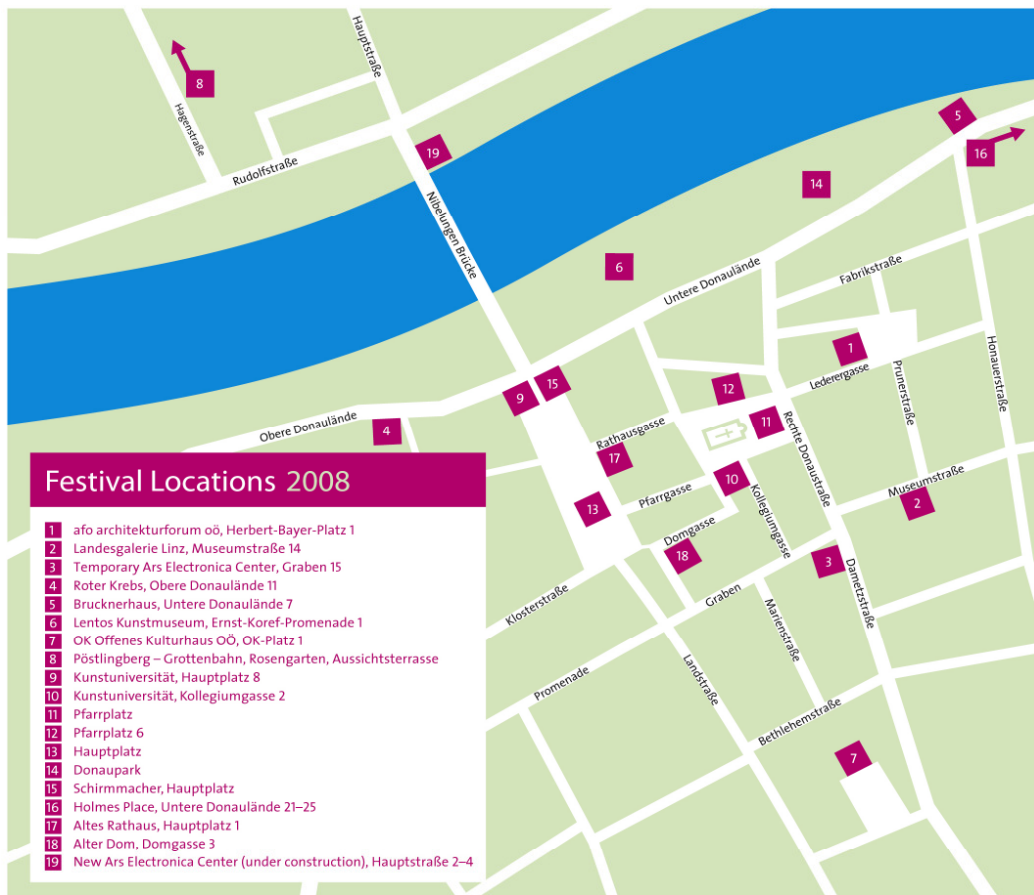 Hauptstraße
8
Hagenstraße
19
Rudolfstraße
5
16
14
Nibelungen Brücke
6
Untere Donaulände
Fabrikstraße
1
Lederergasse
Prunerstraße
Honauerstraße
12
15
9
11
Rechte Donaustraße
Obere Donaulände
4
Rathausgasse
17
10
Kollegiumgasse
Museumstraße
2
Pfarrgasse
13
Domgasse
18
3
Dametzstraße
Graben
Klosterstraße
Marienstraße
Landstraße
Promenade
Bethlehemstraße
7
Festival Locations 2008
1 afo architekturforum oö, Herbert-Bayer-Platz 1
2 Landesgalerie Linz, Museumstraße 14
3 Temporary Ars Electronica Center, Graben 15
4 Roter Krebs, Obere Donaulände 11
5 Brucknerhaus, Untere Donaulände 7
6 Lentos Kunstmuseum, Ernst-Koref-Promenade 1
7 OK Offenes Kulturhaus OÖ, OK-Platz 1
8 Pöstlingberg – Grottenbahn, Rosengarten, Aussichtsterrasse
9 Kunstuniversität, Hauptplatz 8
10 Kunstuniversität, Kollegiumgasse 2
11 Pfarrplatz
12 Pfarrplatz 6
13 Hauptplatz
14 Donaupark
15 Schirmmacher, Hauptplatz
16 Holmes Place, Untere Donaulände 21–25
17 Altes Rathaus, Hauptplatz 1
18 Alter Dom, Domgasse 3
19 New Ars Electronica Center (under construction), Hauptstraße 2–4